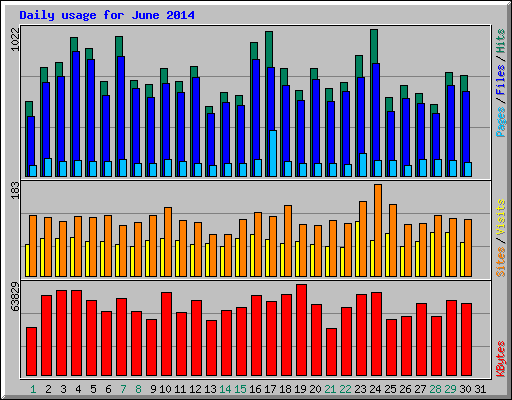 Daily usage for June 2014
1022
Pages / Files / Hits
183
Sites / Visits
63829
KBytes
1 2 3 4 5 6 7 8 9 10 11 12 13 14 15 16 17 18 19 20 21 22 23 24 25 26 27 28 29 30 31